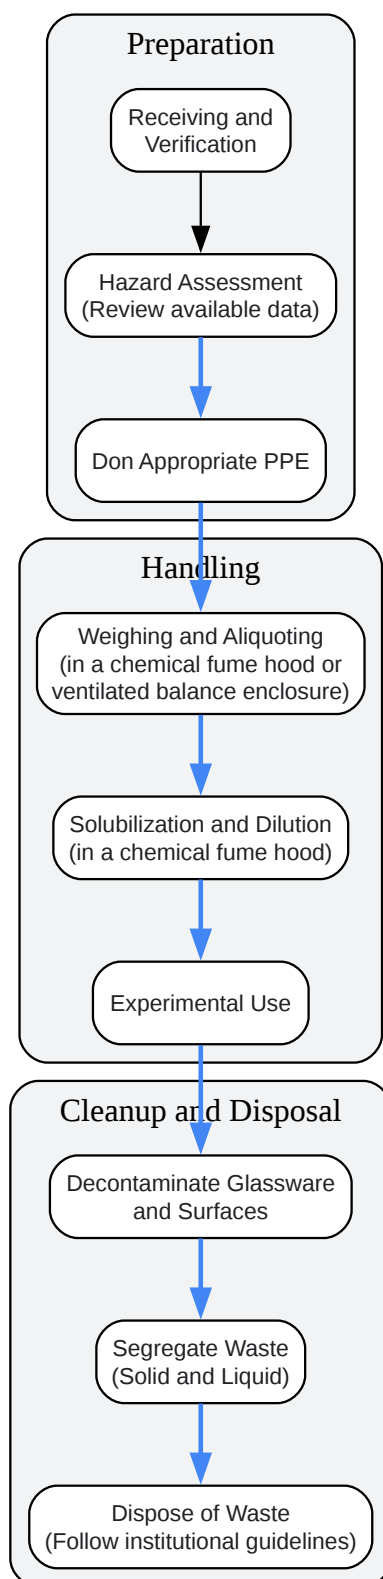 Preparation
Receiving and
Verification
Hazard Assessment
(Review available data)
Don Appropriate PPE
Handling
Weighing and Aliquoting
(in a chemical fume hood or
ventilated balance enclosure)
Solubilization and Dilution
(in a chemical fume hood)
Experimental Use
Cleanup and Disposal
Decontaminate Glassware
and Surfaces
Segregate Waste
(Solid and Liquid)
Dispose of Waste
(Follow institutional guidelines)